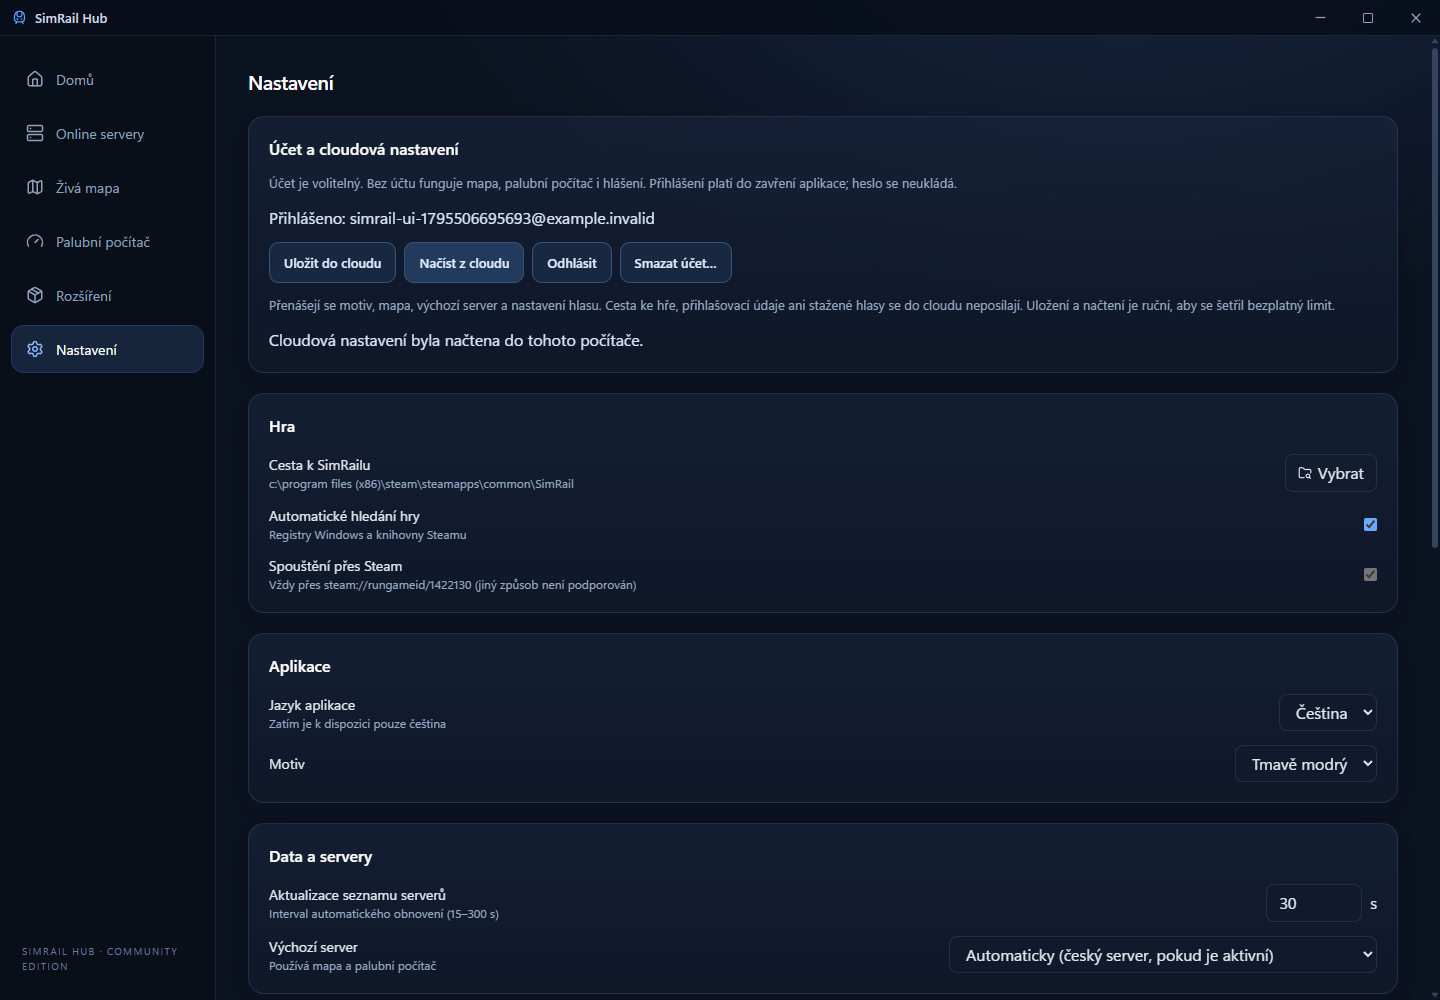 SimRail Hub
Domů
Online servery
Živá mapa
Palubní počítač
Rozšíření
Nastavení
SIMRAIL HUB · COMMUNITY
EDITION
Nastavení
Účet a cloudová nastavení
Účet je volitelný. Bez účtu funguje mapa, palubní počítač i hlášení. Přihlášení platí do zavření aplikace; heslo se neukládá.
Přihlášeno: simrail-ui-1795506695693@example.invalid
Uložit do cloudu
Načíst z cloudu
Odhlásit
Smazat účet...
Přenášejí se motiv, mapa, výchozí server a nastavení hlasu. Cesta ke hře, přihlašovací údaje ani stažené hlasy se do cloudu neposílají. Uložení a načtení je ruční, aby se šetřil bezplatný limit.
Cloudová nastavení byla načtena do tohoto počítače.
Hra
Cesta k SimRailu
c:\program files (x86)\steam\steamapps\common\SimRail
Vybrat
Automatické hledání hry
Registry Windows a knihovny Steamu
Spouštění přes Steam
Vždy přes steam://rungameid/1422130 (jiný způsob není podporován)
Aplikace
Jazyk aplikace
Zatím je k dispozici pouze čeština
Čeština
Motiv
Tmavě modrý
Data a servery
Aktualizace seznamu serverů
Interval automatického obnovení (15–300 s)
30 s
Výchozí server
Používá mapa a palubní počítač
Automaticky (český server, pokud je aktivní)